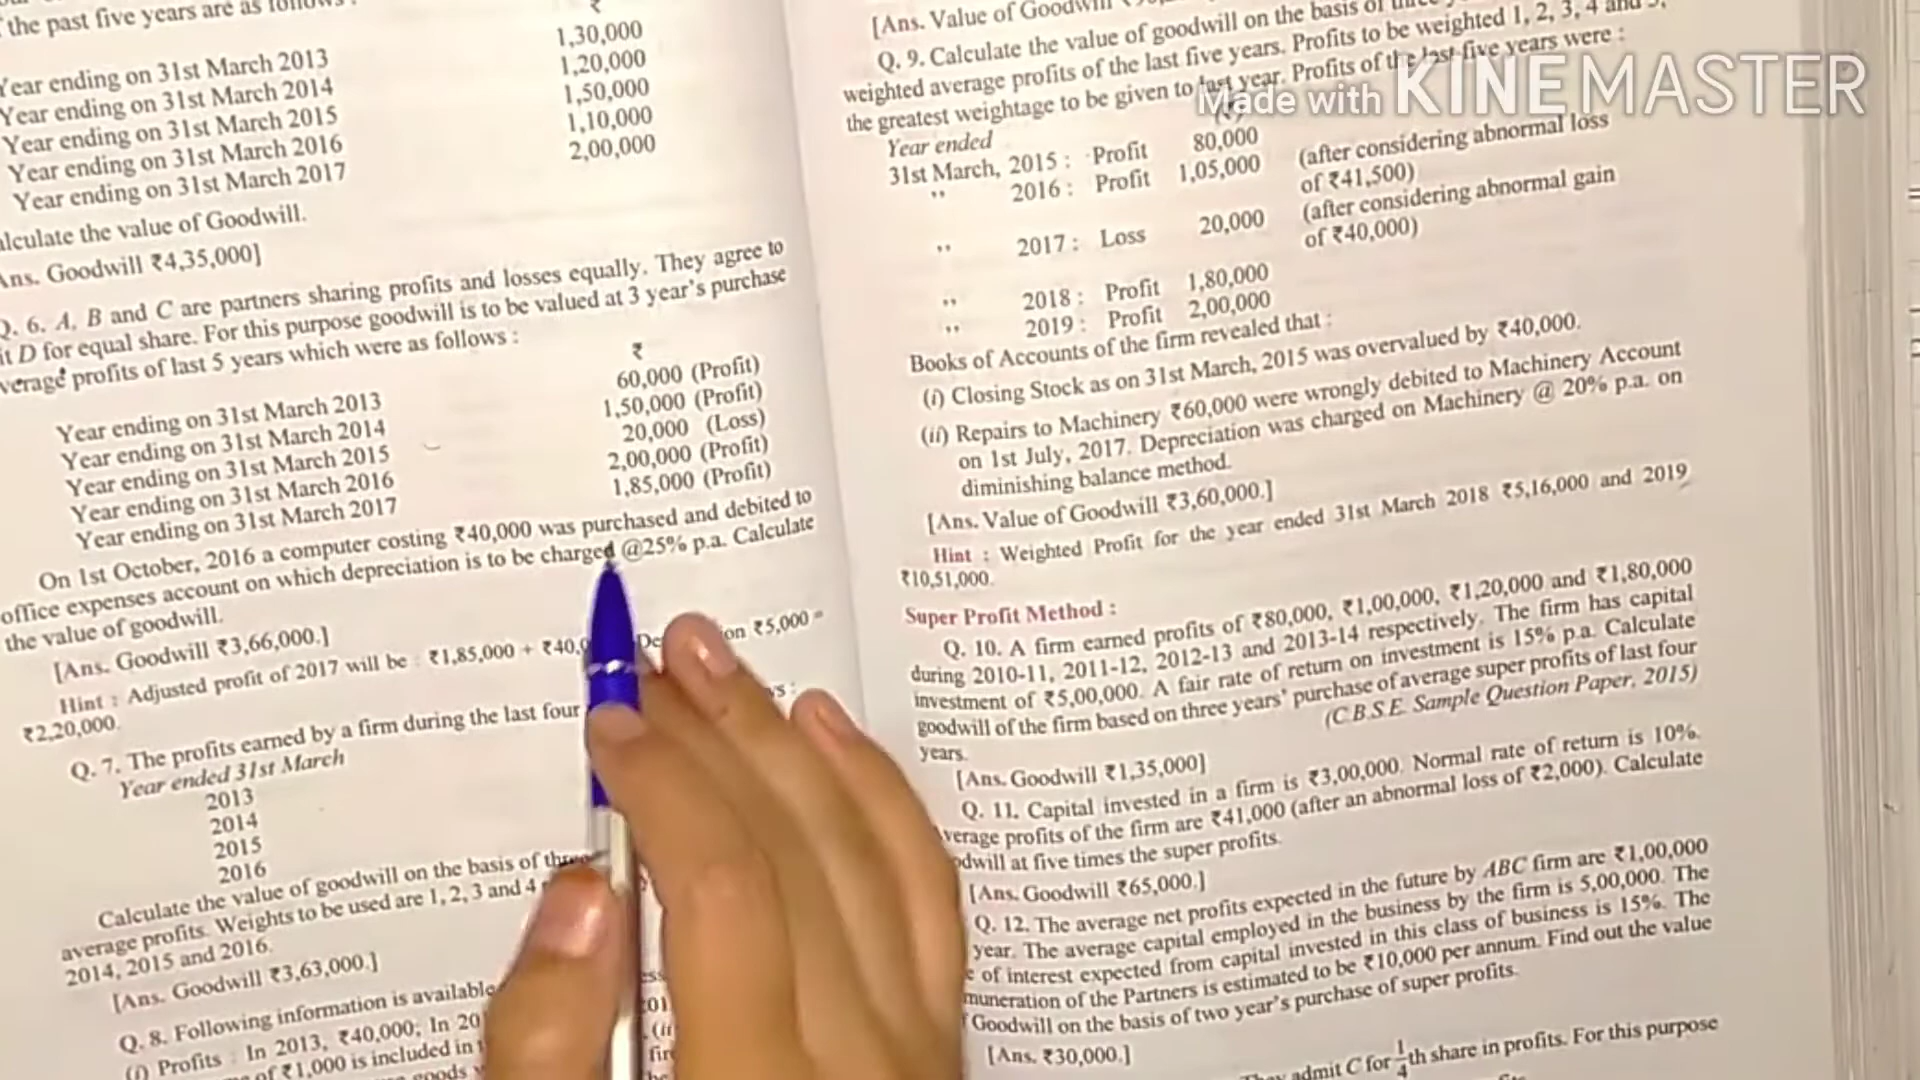 the past five years are as follows :
₹
Year ending on 31st March 2013 1,30,000
Year ending on 31st March 2014 1,20,000
Year ending on 31st March 2015 1,50,000
Year ending on 31st March 2016 1,10,000
Year ending on 31st March 2017 2,00,000
alculate the value of Goodwill.
Ans. Goodwill ₹4,35,000]
Q. 6. A, B and C are partners sharing profits and losses equally. They agree to
it D for equal share. For this purpose goodwill is to be valued at 3 year's purchase
verage profits of last 5 years which were as follows :
₹
Year ending on 31st March 2013 60,000 (Profit)
Year ending on 31st March 2014 1,50,000 (Profit)
Year ending on 31st March 2015 20,000 (Loss)
Year ending on 31st March 2016 2,00,000 (Profit)
Year ending on 31st March 2017 1,85,000 (Profit)
On 1st October, 2016 a computer costing ₹40,000 was purchased and debited to
office expenses account on which depreciation is to be charged @25% p.a. Calculate
the value of goodwill.
[Ans. Goodwill ₹3,66,000.]
Hint : Adjusted profit of 2017 will be : ₹1,85,000 + ₹40,0 ion ₹5,000 =
₹2,20,000.
Q. 7. The profits earned by a firm during the last four
Year ended 31st March
2013
2014
2015
2016
Calculate the value of goodwill on the basis of three
average profits. Weights to be used are 1, 2, 3 and 4
2014, 2015 and 2016.
[Ans. Goodwill ₹3,63,000.]
Q. 8. Following information is available
(i) Profits : In 2013, ₹40,000; In 20
of ₹1,000 is included in
goods
[Ans. Value of Goodwill
Q. 9. Calculate the value of goodwill on the basis of
weighted average profits of the last five years. Profits to be weighted 1, 2, 3, 4 and 5,
the greatest weightage to be given to last year. Profits of the last five years were :
Year ended (₹)
31st March, 2015 : Profit 80,000
,, 2016 : Profit 1,05,000 (after considering abnormal loss
of ₹41,500)
,, 2017 : Loss 20,000 (after considering abnormal gain
of ₹40,000)
,, 2018 : Profit 1,80,000
,, 2019 : Profit 2,00,000
Books of Accounts of the firm revealed that :
(i) Closing Stock as on 31st March, 2015 was overvalued by ₹40,000.
(ii) Repairs to Machinery ₹60,000 were wrongly debited to Machinery Account
on 1st July, 2017. Depreciation was charged on Machinery @ 20% p.a. on
diminishing balance method.
[Ans. Value of Goodwill ₹3,60,000.]
Hint : Weighted Profit for the year ended 31st March 2018 ₹5,16,000 and 2019
₹10,51,000.
Super Profit Method :
Q. 10. A firm earned profits of ₹80,000, ₹1,00,000, ₹1,20,000 and ₹1,80,000
during 2010-11, 2011-12, 2012-13 and 2013-14 respectively. The firm has capital
investment of ₹5,00,000. A fair rate of return on investment is 15% p.a. Calculate
goodwill of the firm based on three years' purchase of average super profits of last four
years. (C.B.S.E. Sample Question Paper, 2015)
[Ans. Goodwill ₹1,35,000]
Q. 11. Capital invested in a firm is ₹3,00,000. Normal rate of return is 10%.
verage profits of the firm are ₹41,000 (after an abnormal loss of ₹2,000). Calculate
odwill at five times the super profits.
[Ans. Goodwill ₹65,000.]
Q. 12. The average net profits expected in the future by ABC firm are ₹1,00,000
year. The average capital employed in the business by the firm is 5,00,000. The
e of interest expected from capital invested in this class of business is 15%. The
muneration of the Partners is estimated to be ₹10,000 per annum. Find out the value
f Goodwill on the basis of two year's purchase of super profits.
[Ans. ₹30,000.]
admit C for 1/4th share in profits. For this purpose
Made with KINEMASTER